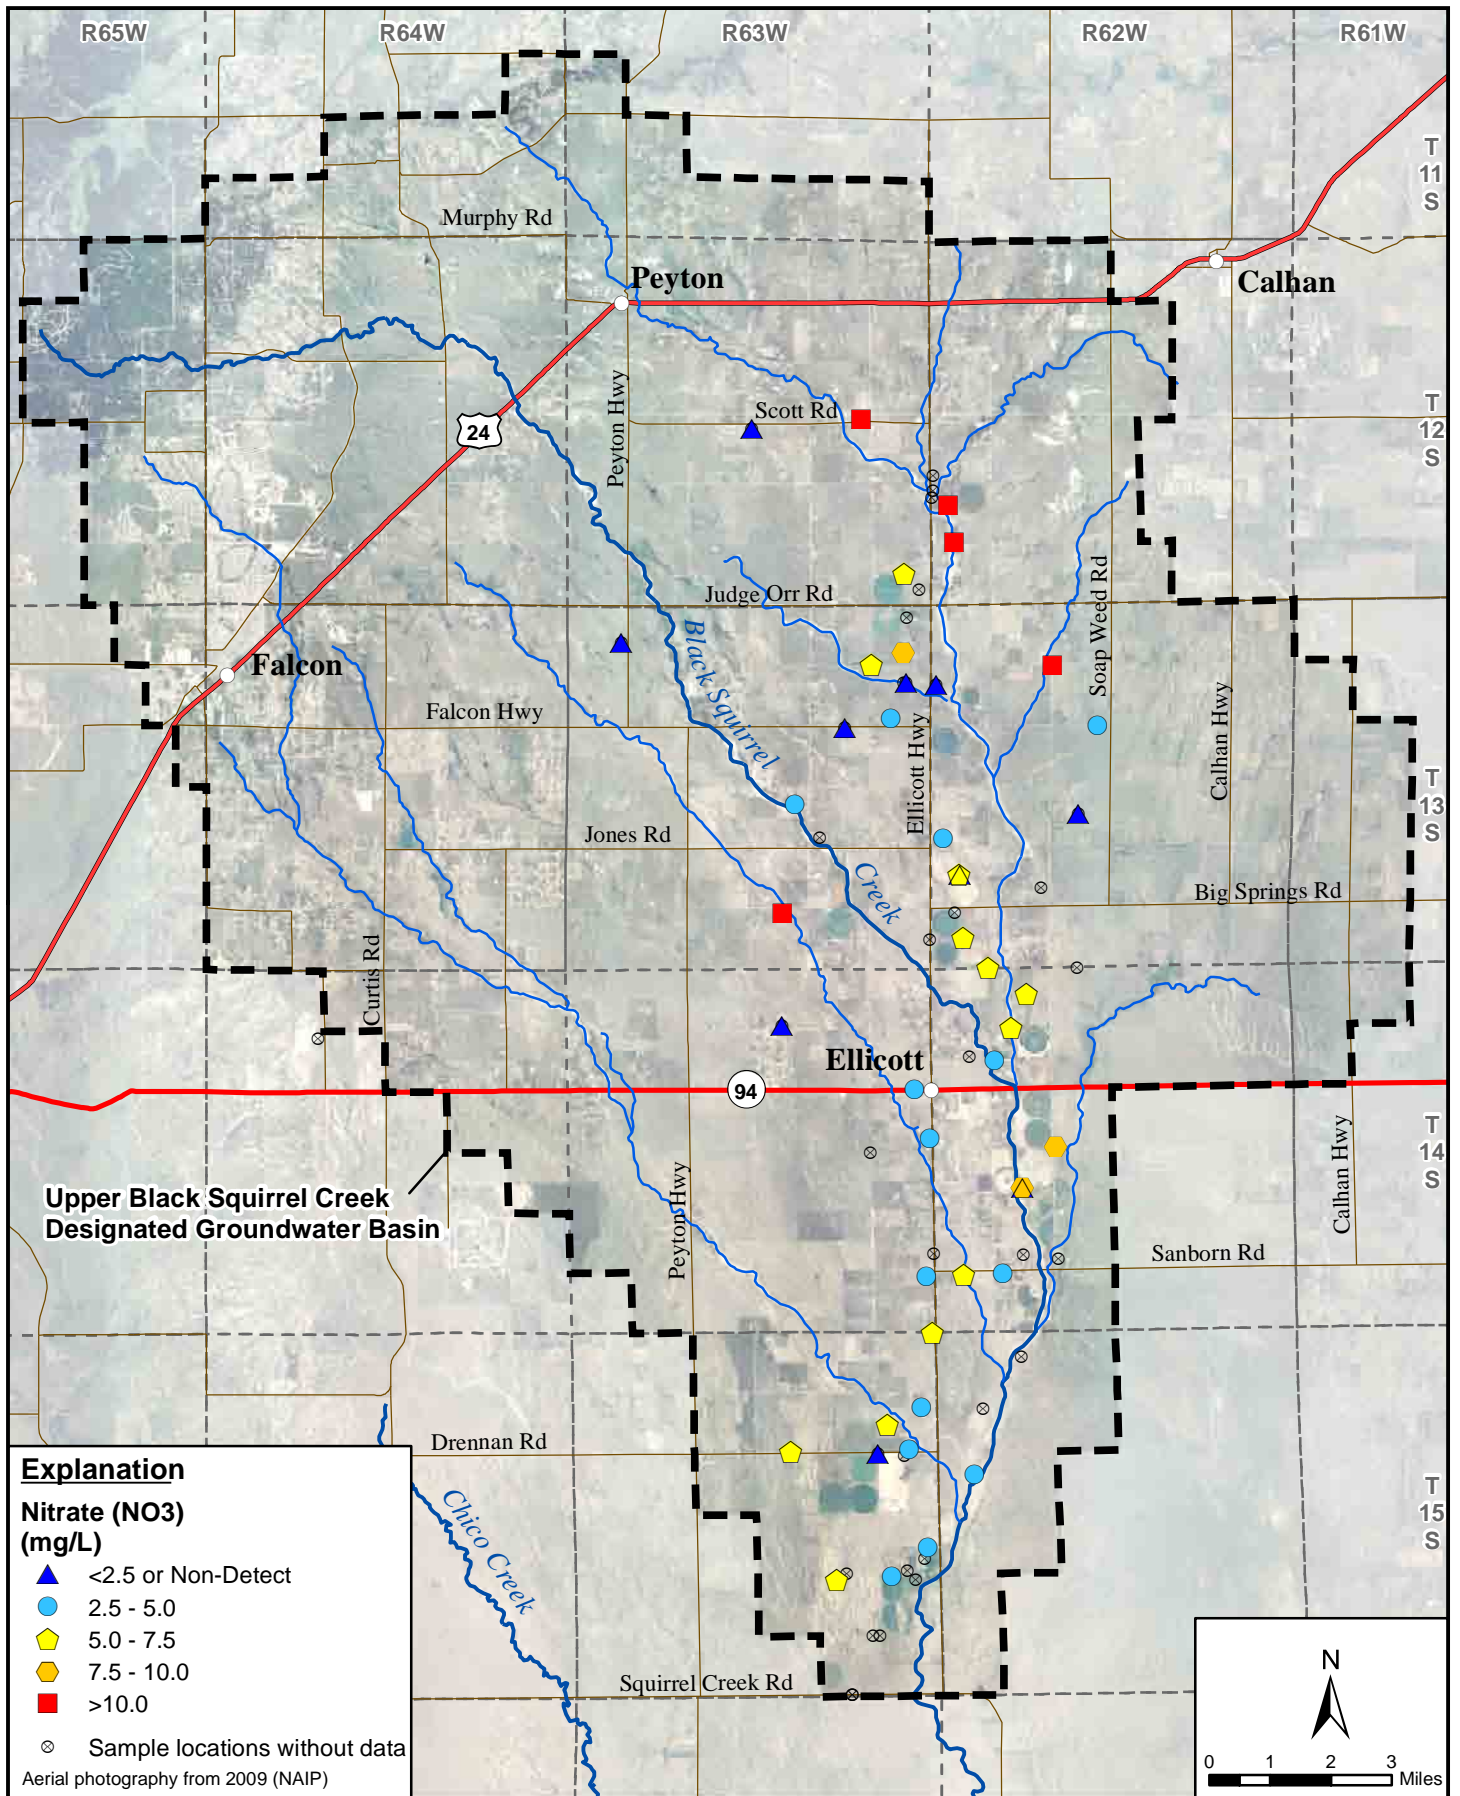 R65W
R64W
R63W
R62W
R61W
T
11
S
Murphy Rd
Peyton
Calhan
Peyton Hwy
Scott Rd
24
T
12
S
Judge Orr Rd
Soap Weed Rd
Black Squirrel
Creek
Falcon
Falcon Hwy
Ellicott Hwy
Calhan Hwy
T
13
S
Jones Rd
Big Springs Rd
Curtis Rd
Ellicott
94
T
14
S
Calhan Hwy
Upper Black Squirrel Creek
Designated Groundwater Basin
Peyton Hwy
Sanborn Rd
Drennan Rd
T
15
S
Chico Creek
Squirrel Creek Rd
Explanation
Nitrate (NO3)
(mg/L)
<2.5 or Non-Detect
2.5 - 5.0
5.0 - 7.5
7.5 - 10.0
>10.0
Sample locations without data
Aerial photography from 2009 (NAIP)
N
0 1 2 3 Miles